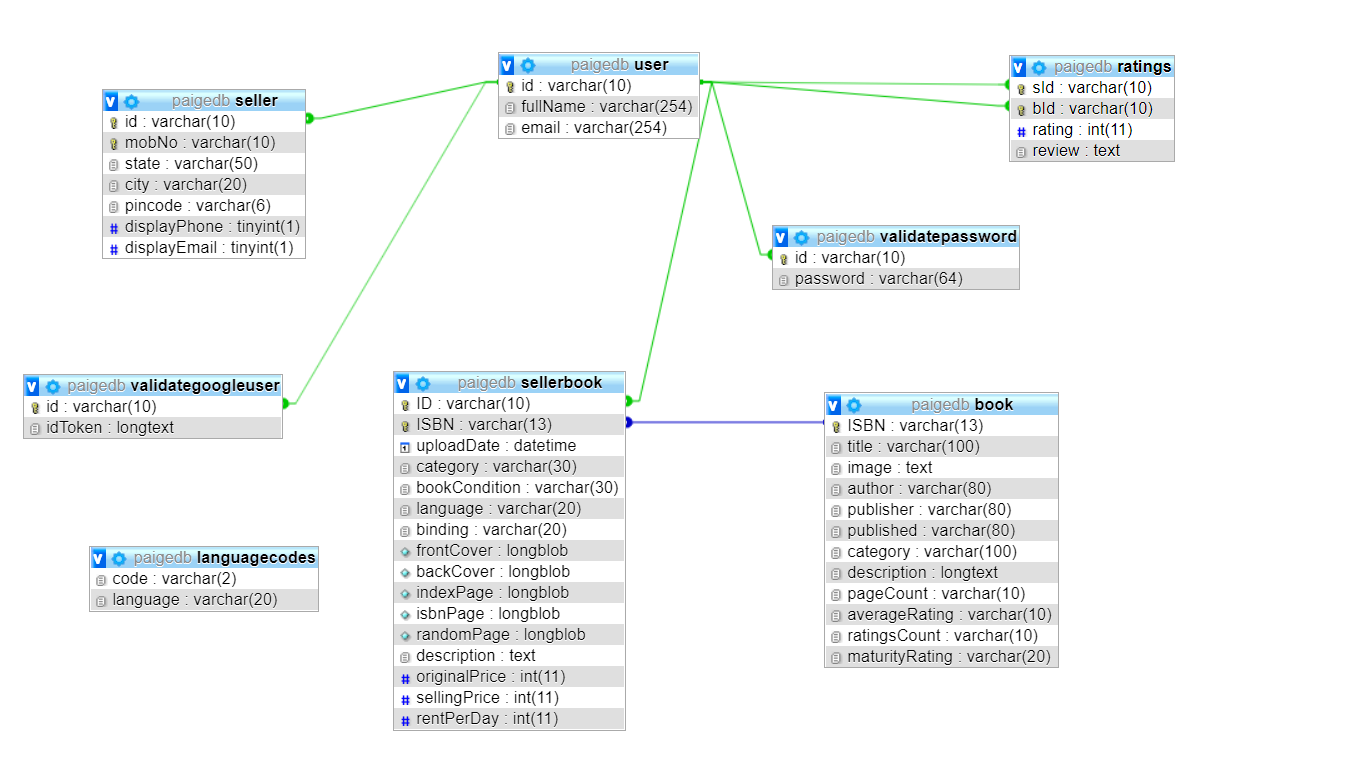 paigedb user
id : varchar(10)
fullName : varchar(254)
email : varchar(254)
paigedb ratings
sId : varchar(10)
bId : varchar(10)
rating : int(11)
review : text
paigedb seller
id : varchar(10)
mobNo : varchar(10)
state : varchar(50)
city : varchar(20)
pincode : varchar(6)
displayPhone : tinyint(1)
displayEmail : tinyint(1)
paigedb validatepassword
id : varchar(10)
password : varchar(64)
paigedb validategoogleuser
id : varchar(10)
idToken : longtext
paigedb sellerbook
ID : varchar(10)
ISBN : varchar(13)
uploadDate : datetime
category : varchar(30)
bookCondition : varchar(30)
language : varchar(20)
binding : varchar(20)
frontCover : longblob
backCover : longblob
indexPage : longblob
isbnPage : longblob
randomPage : longblob
description : text
originalPrice : int(11)
sellingPrice : int(11)
rentPerDay : int(11)
paigedb book
ISBN : varchar(13)
title : varchar(100)
image : text
author : varchar(80)
publisher : varchar(80)
published : varchar(80)
category : varchar(100)
description : longtext
pageCount : varchar(10)
averageRating : varchar(10)
ratingsCount : varchar(10)
maturityRating : varchar(20)
paigedb languagecodes
code : varchar(2)
language : varchar(20)